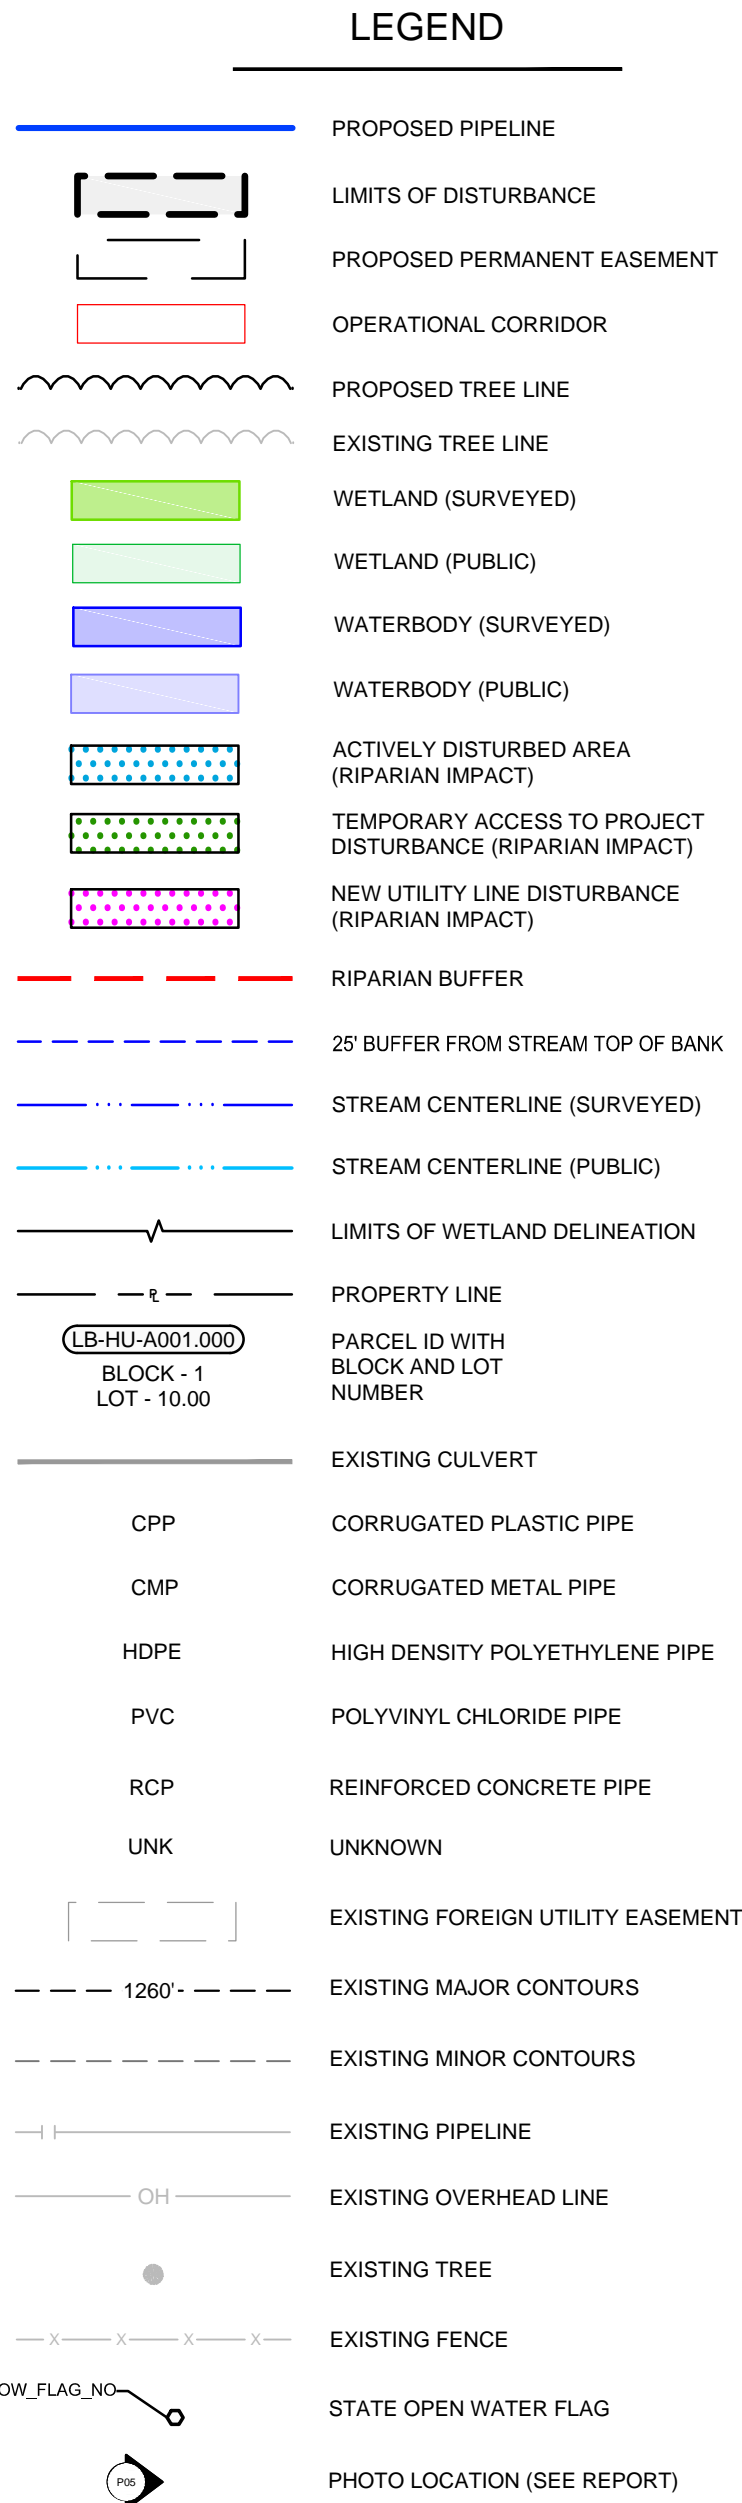 LEGEND
PROPOSED PIPELINE
LIMITS OF DISTURBANCE
PROPOSED PERMANENT EASEMENT
OPERATIONAL CORRIDOR
PROPOSED TREE LINE
EXISTING TREE LINE
WETLAND (SURVEYED)
WETLAND (PUBLIC)
WATERBODY (SURVEYED)
WATERBODY (PUBLIC)
ACTIVELY DISTURBED AREA
(RIPARIAN IMPACT)
TEMPORARY ACCESS TO PROJECT
DISTURBANCE (RIPARIAN IMPACT)
NEW UTILITY LINE DISTURBANCE
(RIPARIAN IMPACT)
RIPARIAN BUFFER
25' BUFFER FROM STREAM TOP OF BANK
STREAM CENTERLINE (SURVEYED)
STREAM CENTERLINE (PUBLIC)
LIMITS OF WETLAND DELINEATION
PL PROPERTY LINE
LB-HU-A001.000
BLOCK - 1
LOT - 10.00
PARCEL ID WITH
BLOCK AND LOT
NUMBER
EXISTING CULVERT
CPP CORRUGATED PLASTIC PIPE
CMP CORRUGATED METAL PIPE
HDPE HIGH DENSITY POLYETHYLENE PIPE
PVC POLYVINYL CHLORIDE PIPE
RCP REINFORCED CONCRETE PIPE
UNK UNKNOWN
EXISTING FOREIGN UTILITY EASEMENT
1260' EXISTING MAJOR CONTOURS
EXISTING MINOR CONTOURS
EXISTING PIPELINE
OH EXISTING OVERHEAD LINE
EXISTING TREE
X X X X EXISTING FENCE
OW_FLAG_NO STATE OPEN WATER FLAG
P05 PHOTO LOCATION (SEE REPORT)